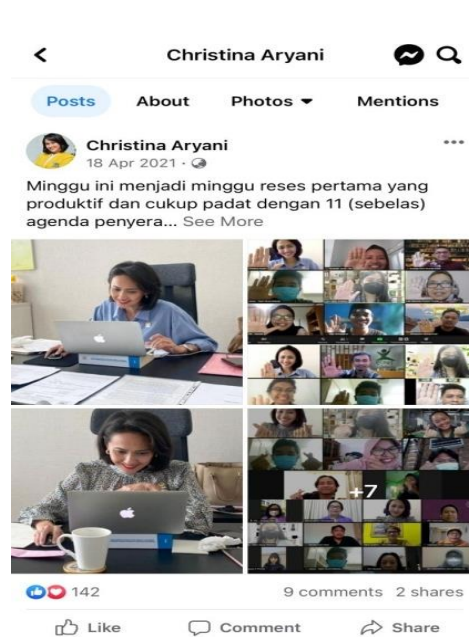 Christina Aryani
Posts About Photos Mentions
Christina Aryani
18 Apr 2021
Minggu ini menjadi minggu reses pertama yang
produktif dan cukup padat dengan 11 (sebelas)
agenda penyera... See More
+7
142 9 comments 2 shares
Like Comment Share